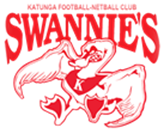 KATUNGA FOOTBALL-NETBALL CLUB
SWANNIE'S
K